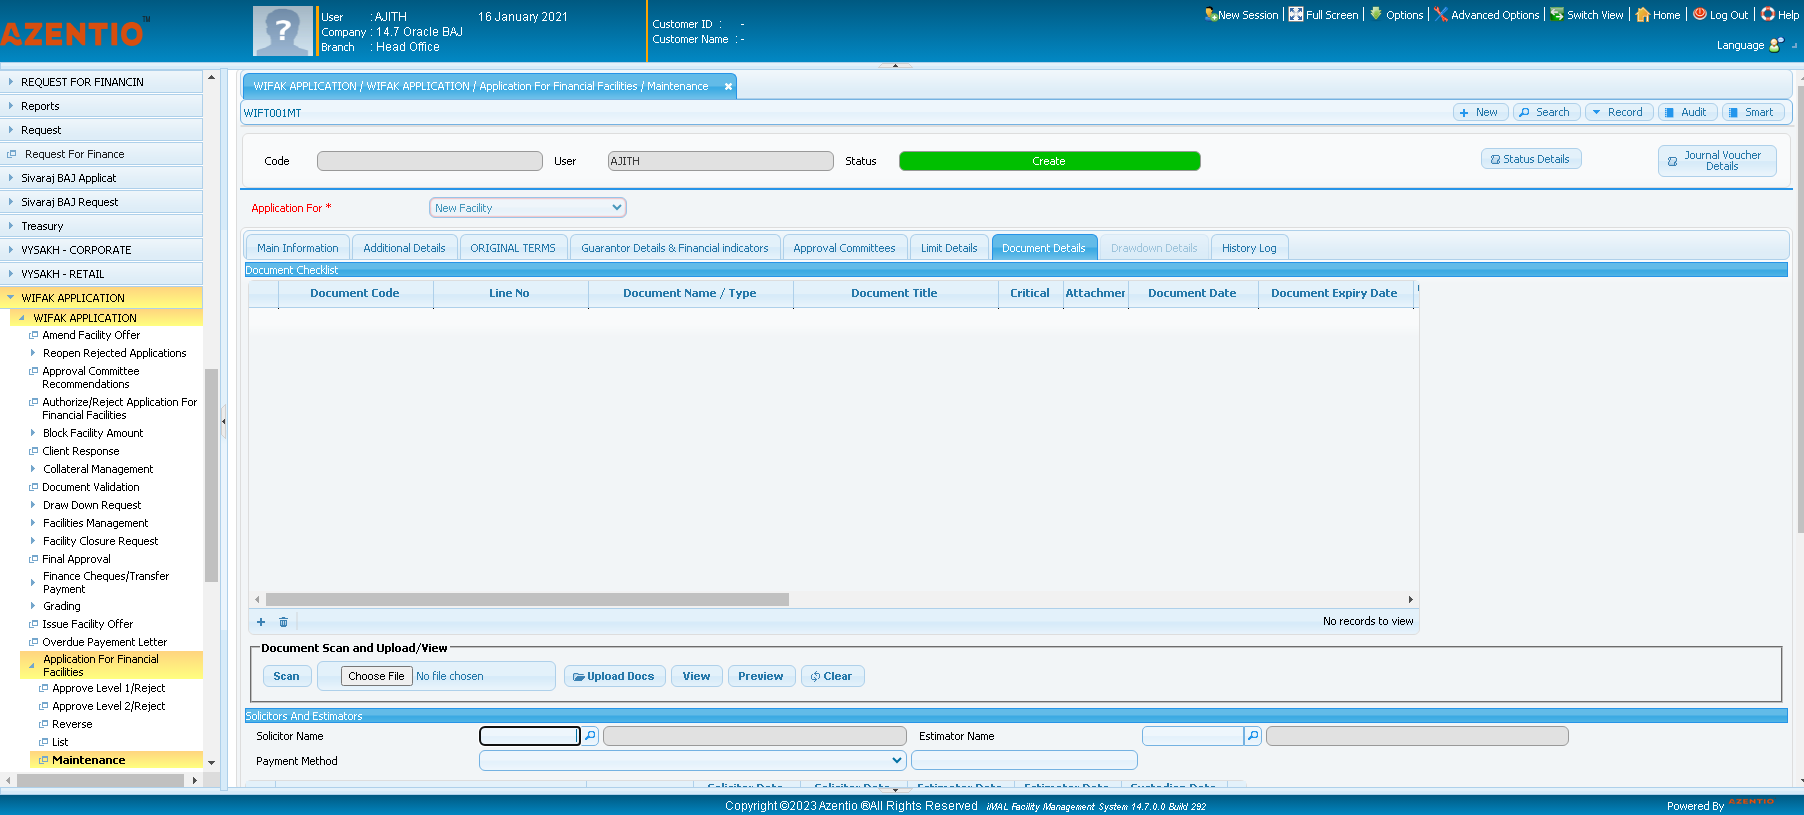 AZENTIO™
User : AJITH 16 January 2021
Company : 14.7 Oracle BAJ
Branch : Head Office
Customer ID : -
Customer Name : -
New Session Full Screen Options Advanced Options Switch View Home Log Out Help
Language
REQUEST FOR FINANCIN
Reports
Request
Request For Finance
Sivaraj BAJ Applicat
Sivaraj BAJ Request
Treasury
VYSAKH - CORPORATE
VYSAKH - RETAIL
WIFAK APPLICATION
WIFAK APPLICATION
Amend Facility Offer
Reopen Rejected Applications
Approval Committee
Recommendations
Authorize/Reject Application For
Financial Facilities
Block Facility Amount
Client Response
Collateral Management
Document Validation
Draw Down Request
Facilities Management
Facility Closure Request
Final Approval
Finance Cheques/Transfer
Payment
Grading
Issue Facility Offer
Overdue Payement Letter
Application For Financial
Facilities
Approve Level 1/Reject
Approve Level 2/Reject
Reverse
List
Maintenance
WIFAK APPLICATION / WIFAK APPLICATION / Application For Financial Facilities / Maintenance
WIFT001MT
New Search Record Audit Smart
Code User AJITH Status Create Status Details Journal Voucher
Details
Application For * New Facility
Main Information Additional Details ORIGINAL TERMS Guarantor Details & Financial indicators Approval Committees Limit Details Document Details Drawdown Details History Log
Document Checklist
Document Code Line No Document Name / Type Document Title Critical Attachmer Document Date Document Expiry Date
No records to view
Document Scan and Upload/View
Scan Choose File No file chosen Upload Docs View Preview Clear
Solicitors And Estimators
Solicitor Name Estimator Name
Payment Method
Solicitor Date Solicitor Date Estimator Date Estimator Date Custodian Date
Copyright ©2023 Azentio ®All Rights Reserved iMAL Facility Management System 14.7.0.0 Build 292
Powered By AZENTIO